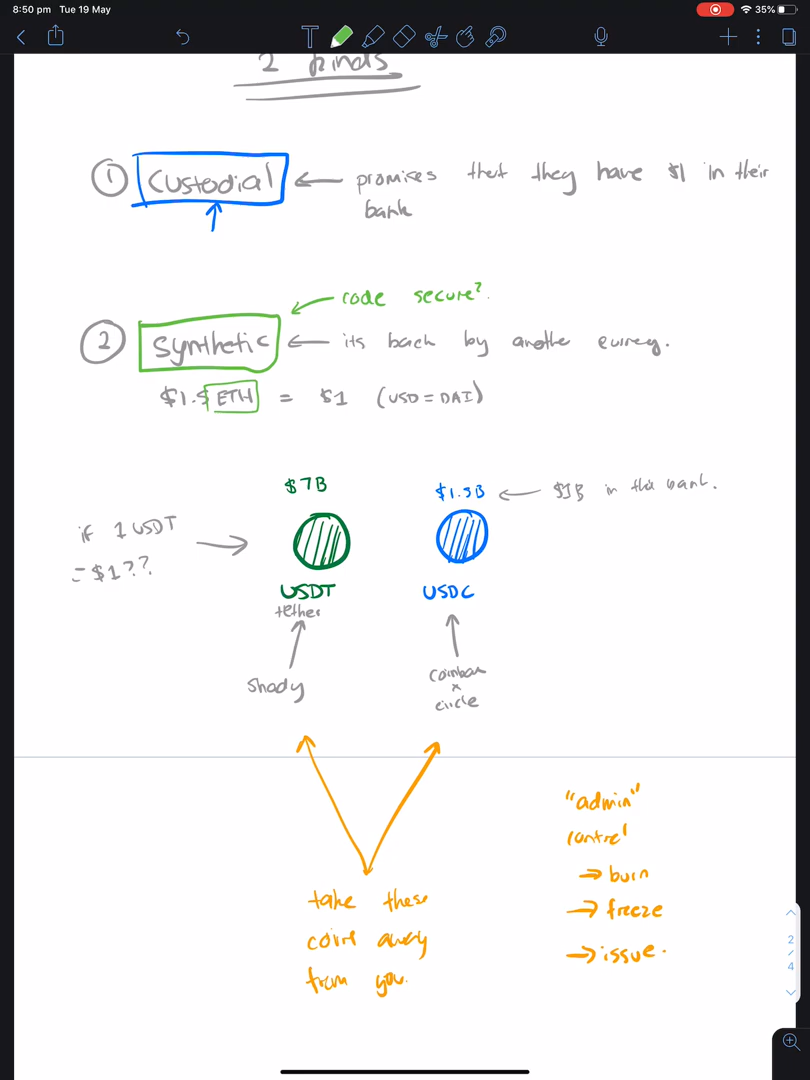 8:50 pm Tue 19 May
35%
2 kinds
1 Custodial ← promises that they have $1 in their
bank
code secure?
2 Synthetic ← its back by another
$1.5 ETH = $1 (USD = DAI)
$7B
$1.5B ← $1B in their bank.
if 1 USDT →
= $1??
USDT
tether
USDC
Shady
coinbase
x
circle
take these
coins away
from you.
"admin"
control
→ burn
→ freeze
→ issue.
2
/
4